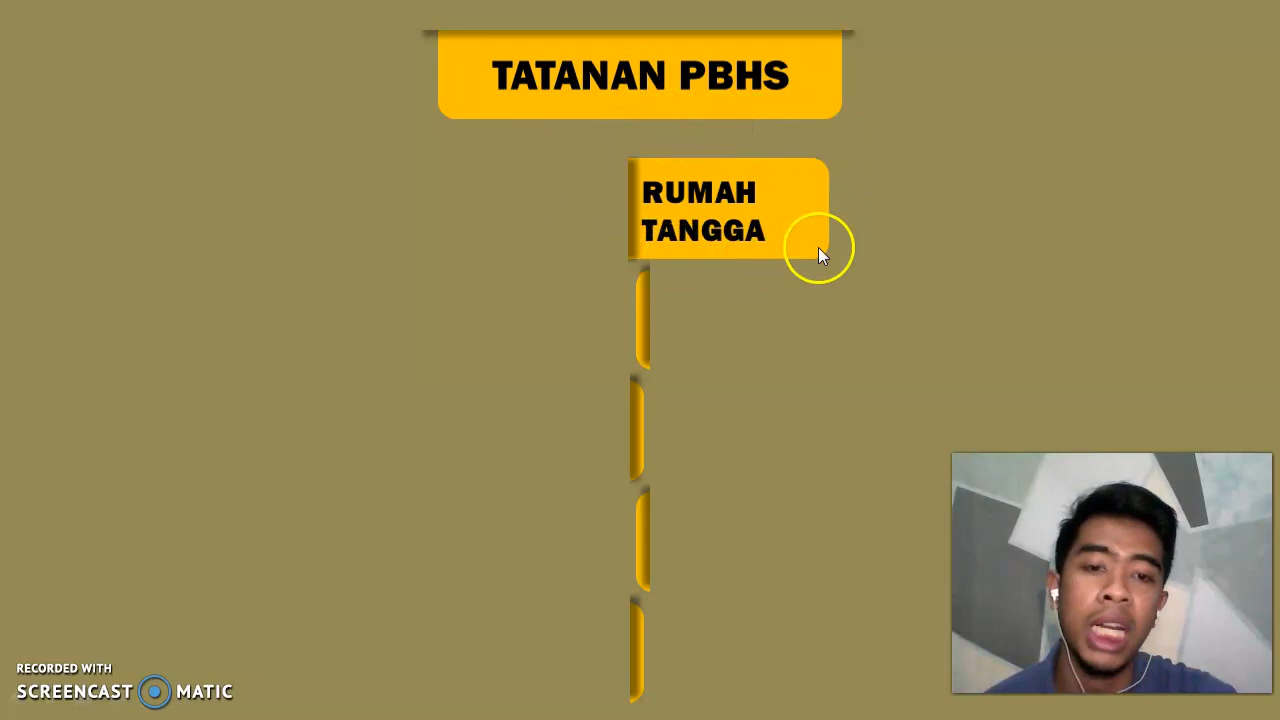 TATANAN PBHS
RUMAH
TANGGA
RECORDED WITH
SCREENCAST MATIC